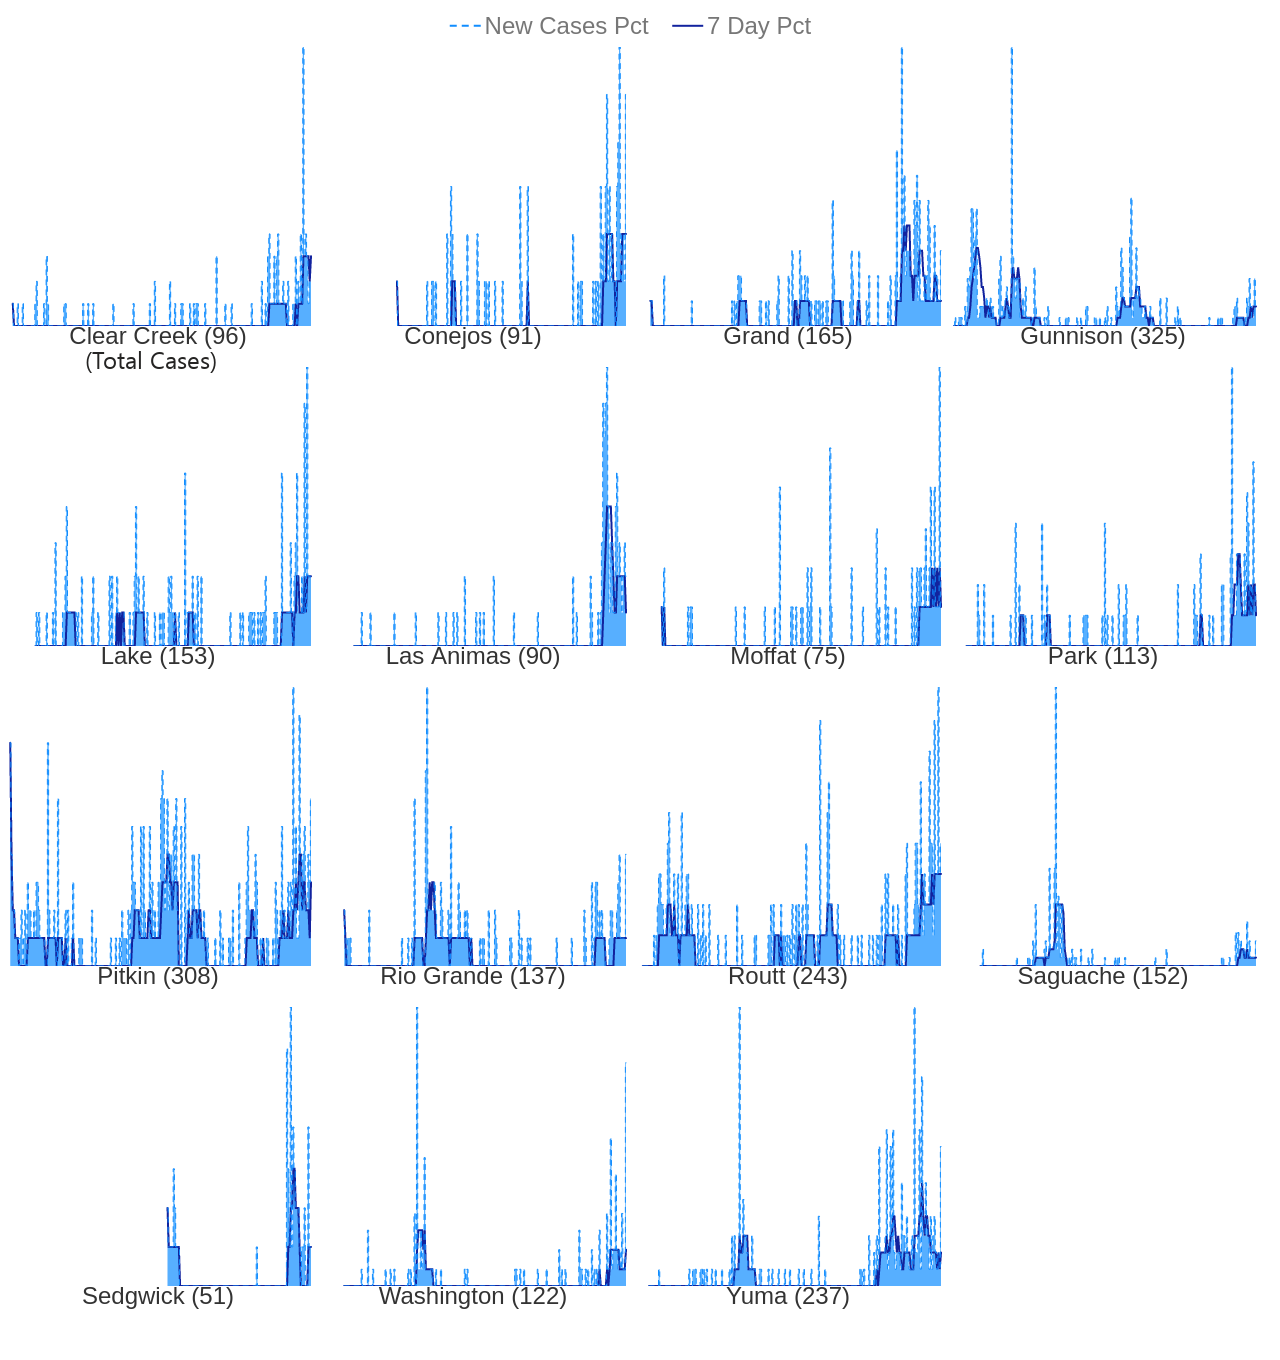 New Cases Pct 7 Day Pct
Clear Creek (96) Conejos (91) Grand (165) Gunnison (325)
(Total Cases)
Lake (153) Las Animas (90) Moffat (75) Park (113)
Pitkin (308) Rio Grande (137) Routt (243) Saguache (152)
Sedgwick (51) Washington (122) Yuma (237)